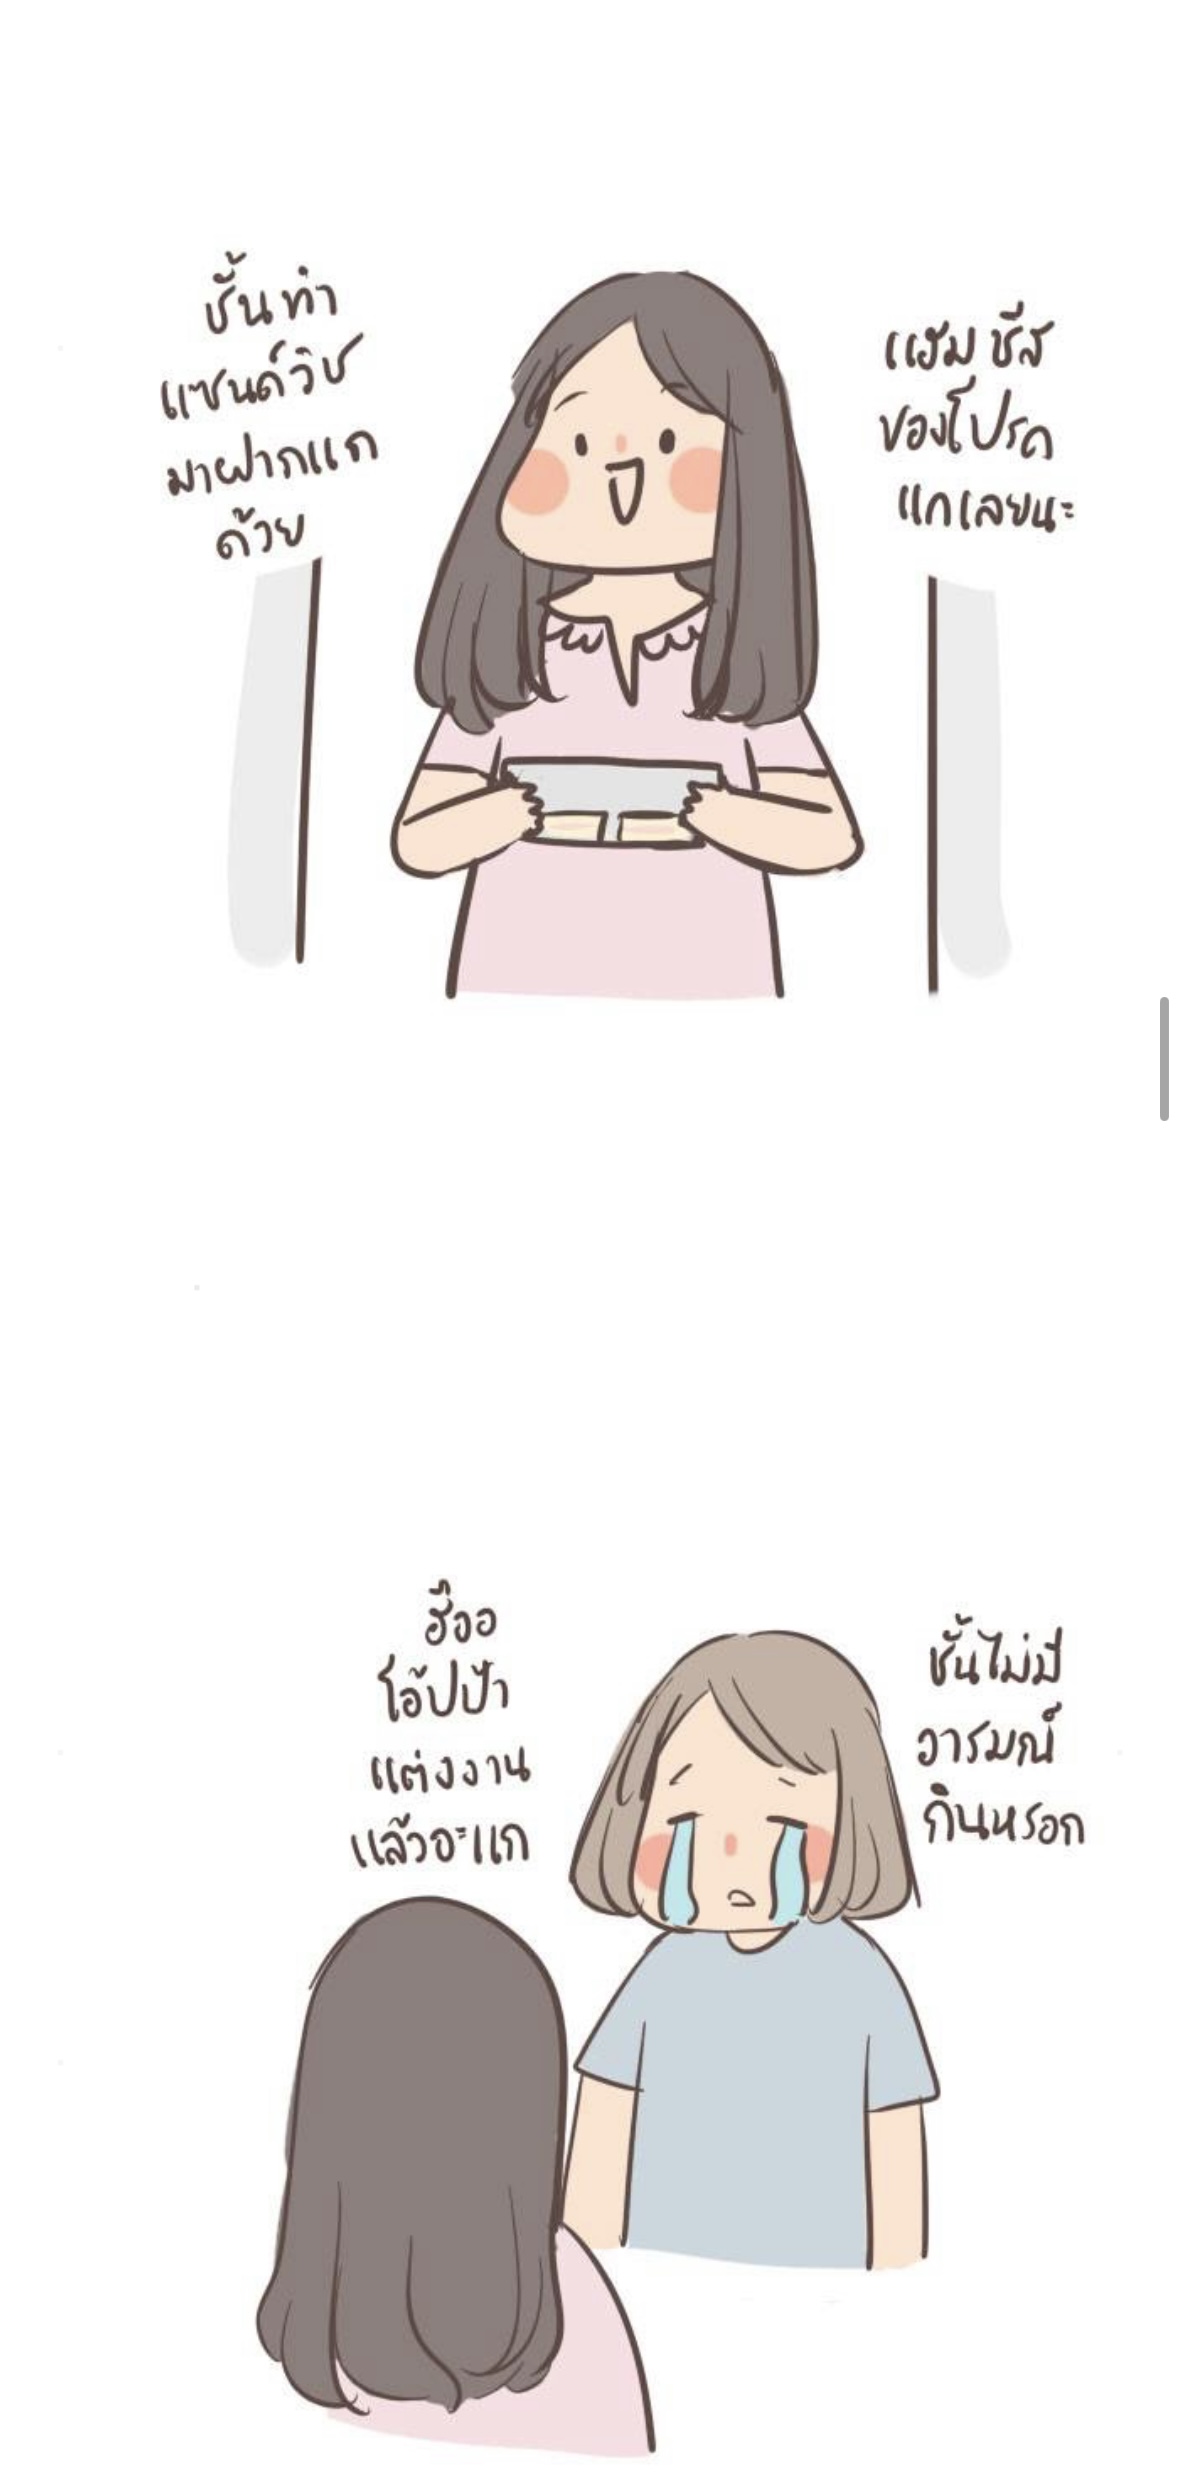 ชั้นทำ
แซนด์วิช
มาฝากแก
ด้วย
แฮมชีส
ของโปรด
แกเลยนะ
ฮืออ
โอ้ปป้า
แต่งงาน
แล้วอะแก
ชั้นไม่มี
อารมณ์
กินหรอก